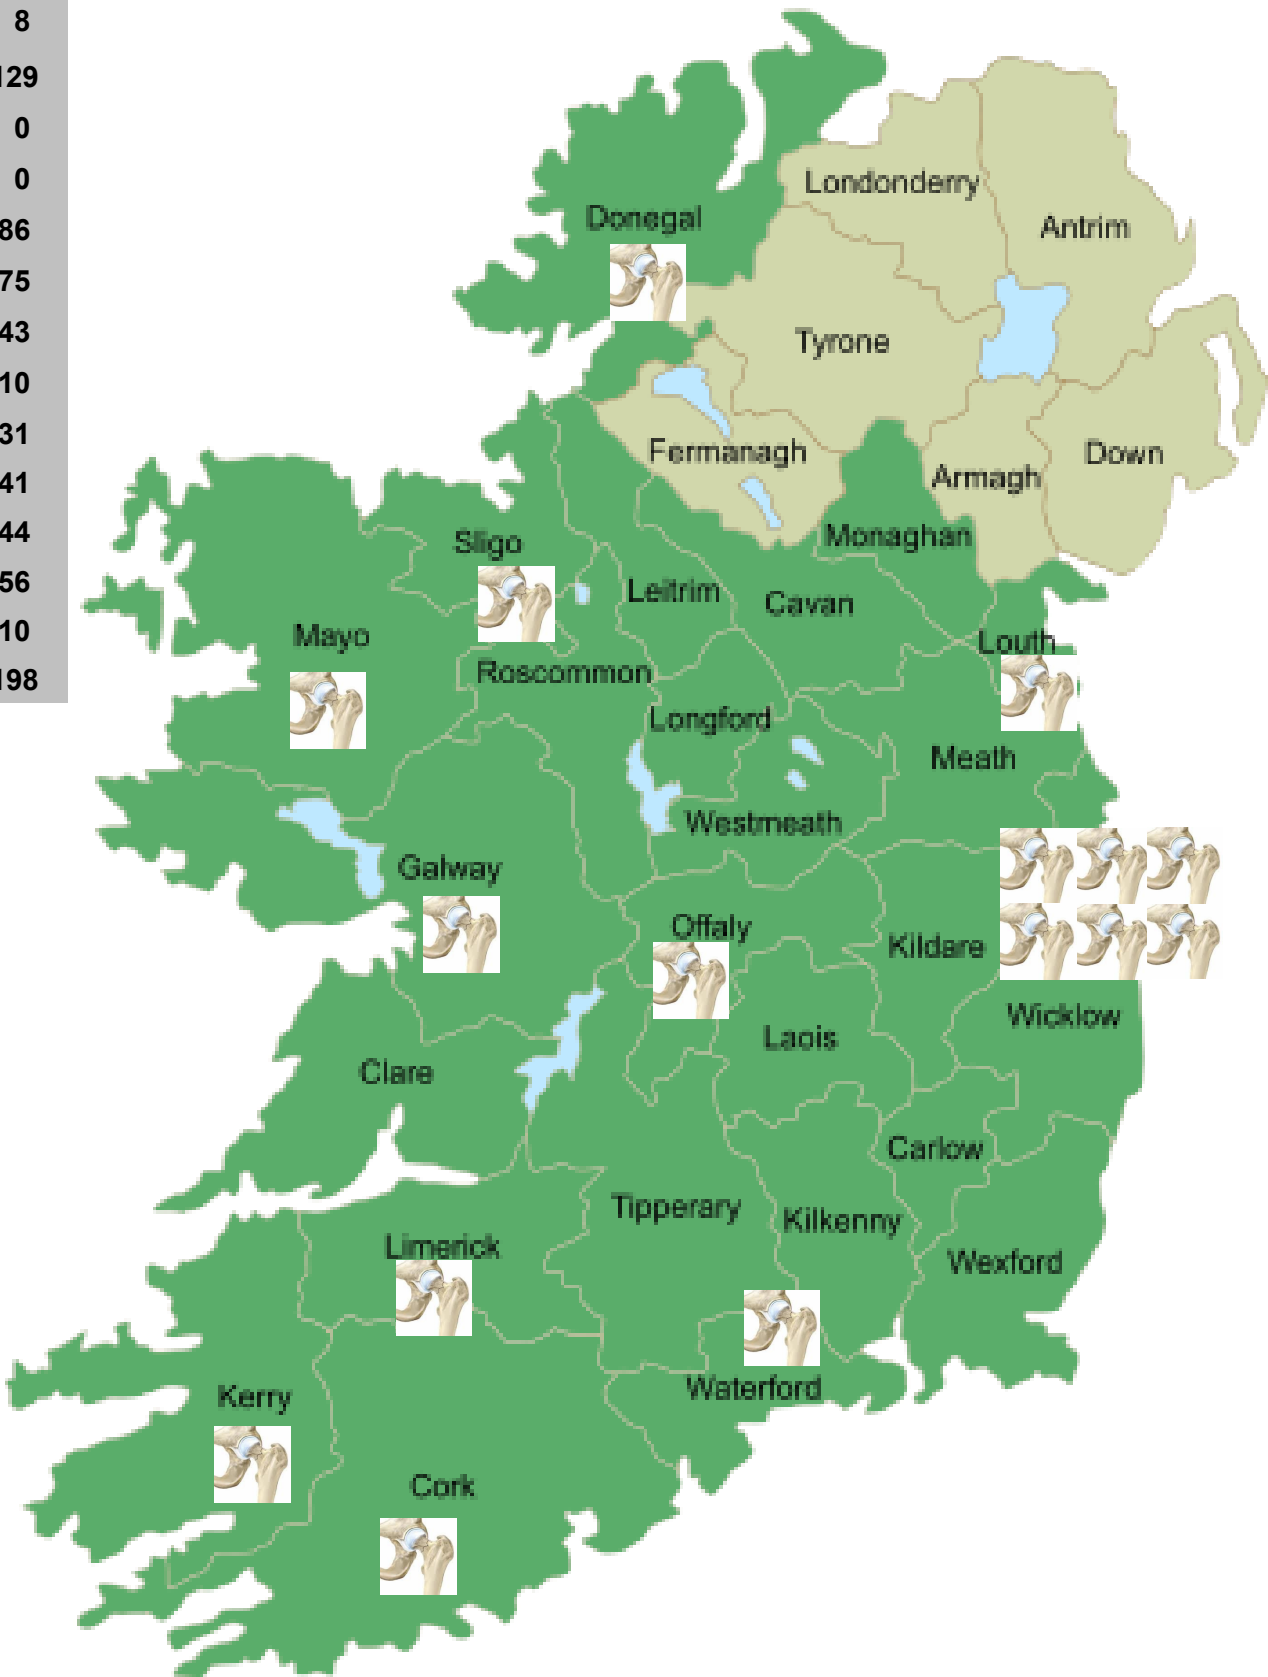 8
129
0
0
86
75
43
10
31
41
44
56
10
198
Londonderry
Donegal
Antrim
Tyrone
Fermanagh
Down
Armagh
Monaghan
Sligo
Leitrim
Cavan
Mayo
Louth
Roscommon
Longford
Meath
Westmeath
Galway
Offaly
Kildare
Wicklow
Laois
Clare
Carlow
Tipperary
Kilkenny
Limerick
Wexford
Waterford
Kerry
Cork